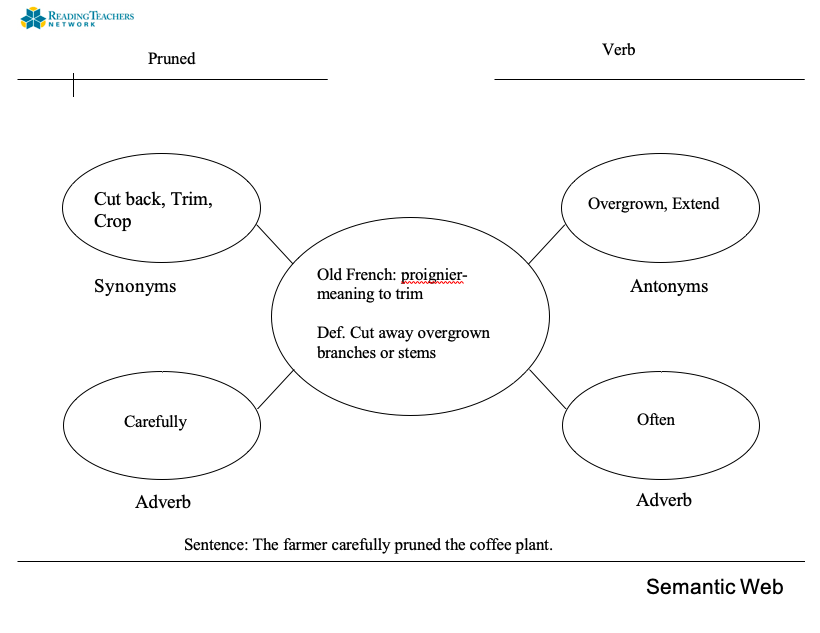 READING TEACHERS
NETWORK
Pruned
Verb
Cut back, Trim,
Crop
Synonyms
Overgrown, Extend
Antonyms
Old French: proignier-
meaning to trim
Def. Cut away overgrown
branches or stems
Carefully
Adverb
Often
Adverb
Sentence: The farmer carefully pruned the coffee plant.
Semantic Web